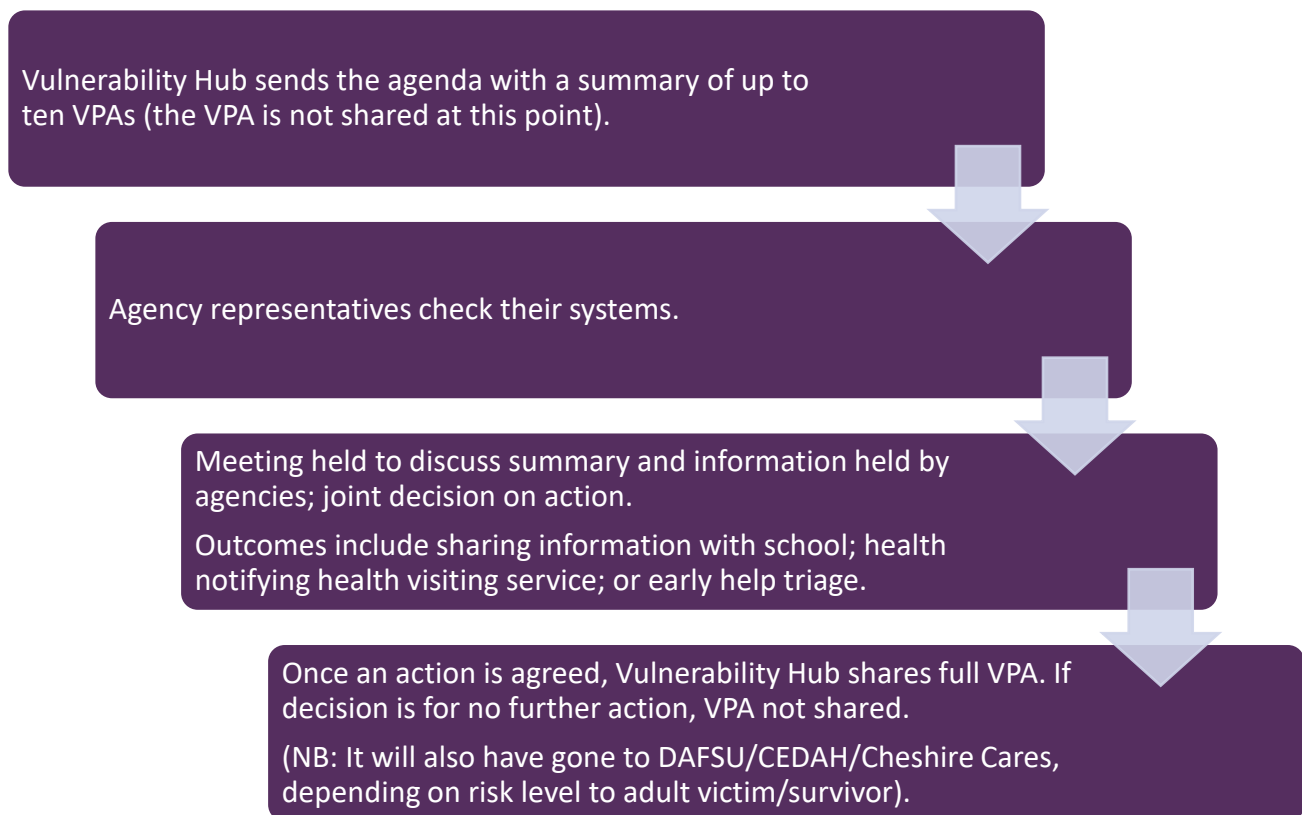 Vulnerability Hub sends the agenda with a summary of up to
ten VPAs (the VPA is not shared at this point).
Agency representatives check their systems.
Meeting held to discuss summary and information held by
agencies; joint decision on action.
Outcomes include sharing information with school; health
notifying health visiting service; or early help triage.
Once an action is agreed, Vulnerability Hub shares full VPA. If
decision is for no further action, VPA not shared.
(NB: It will also have gone to DAFSU/CEDAH/Cheshire Cares,
depending on risk level to adult victim/survivor).